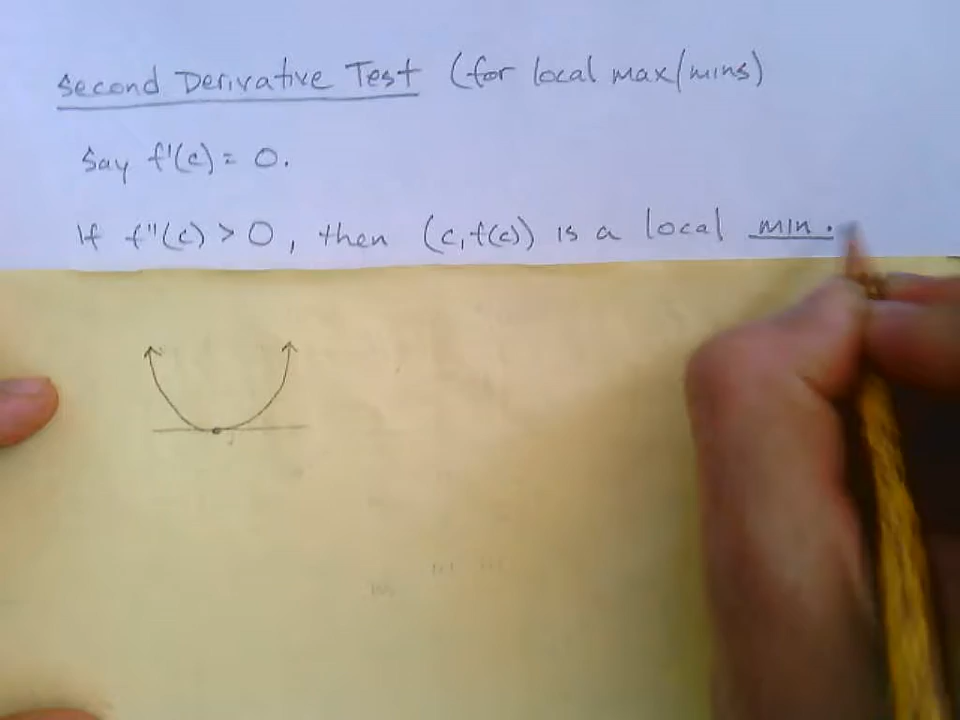 Second Derivative Test (for local max/mins)
Say f'(c) = 0.
If f''(c) > 0, then (c, f(c)) is a local min.